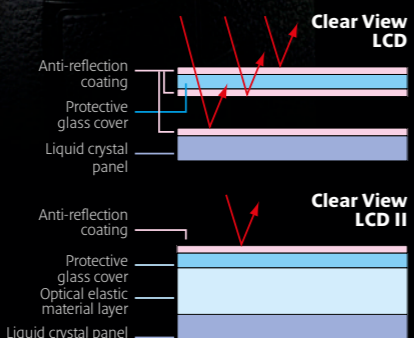 Clear View
LCD
Anti-reflection
coating
Protective
glass cover
Liquid crystal
panel
Clear View
LCD II
Anti-reflection
coating
Protective
glass cover
Optical elastic
material layer
Liquid crystal panel